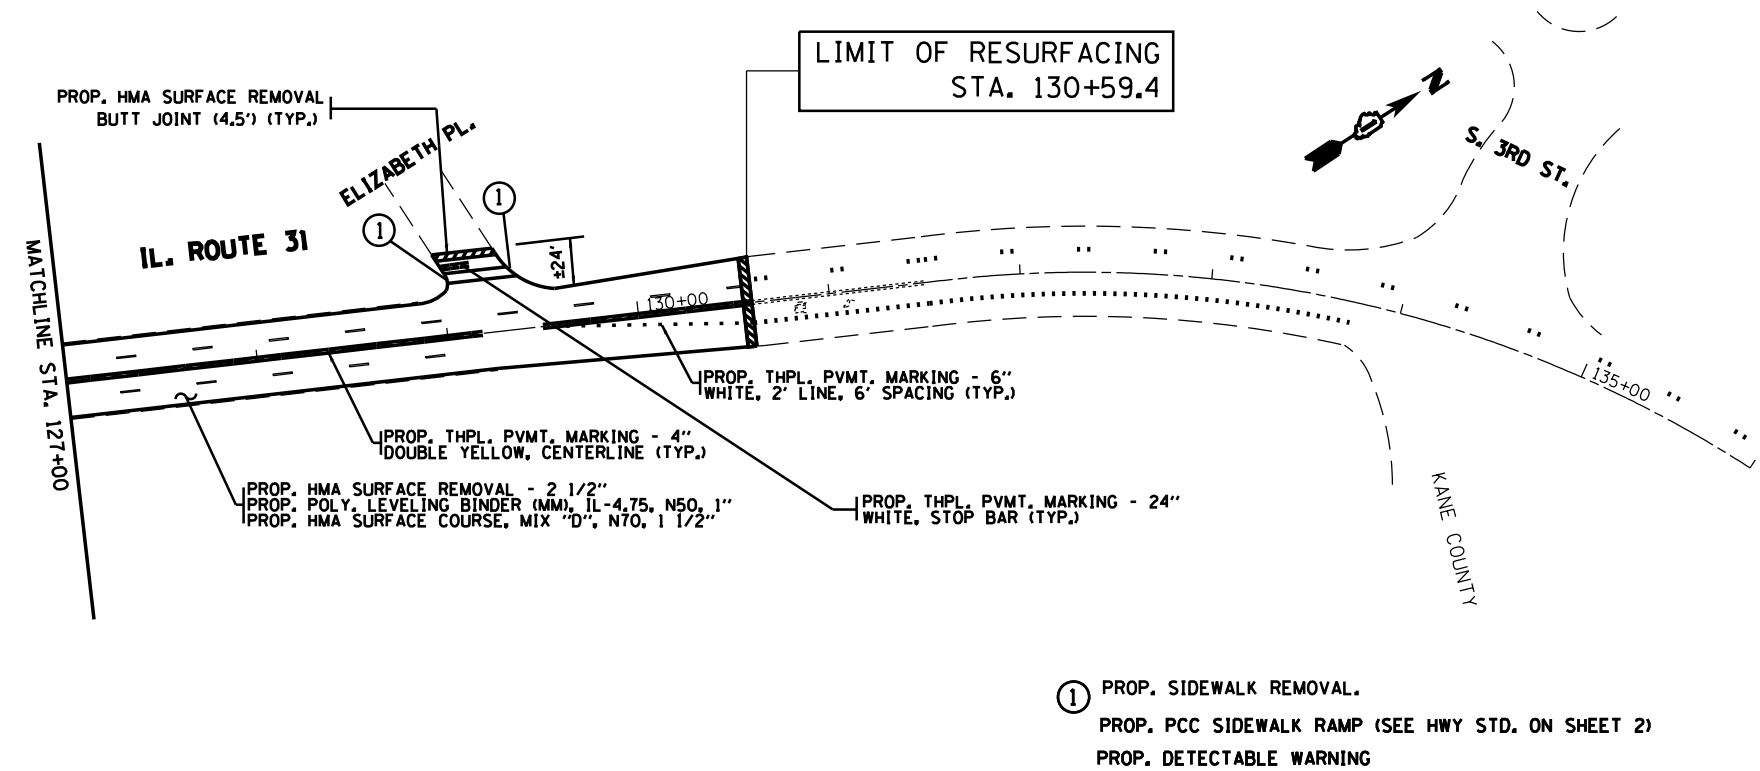 LIMIT OF RESURFACING
STA. 130+59.4
PROP. HMA SURFACE REMOVAL
BUTT JOINT (4.5') (TYP.)
ELIZABETH PL.
N
S. 3RD ST.
1
1
IL. ROUTE 31
±24'
MATCHLINE STA. 127+00
130+00
PROP. THPL. PVMT. MARKING - 6"
WHITE, 2' LINE, 6' SPACING (TYP.)
135+00
PROP. THPL. PVMT. MARKING - 4"
DOUBLE YELLOW, CENTERLINE (TYP.)
PROP. HMA SURFACE REMOVAL - 2 1/2"
PROP. POLY. LEVELING BINDER (MM), IL-4.75, N50, 1"
PROP. HMA SURFACE COURSE, MIX "D", N70, 1 1/2"
PROP. THPL. PVMT. MARKING - 24"
WHITE, STOP BAR (TYP.)
KANE COUNTY
1 PROP. SIDEWALK REMOVAL.
PROP. PCC SIDEWALK RAMP (SEE HWY STD. ON SHEET 2)
PROP. DETECTABLE WARNING